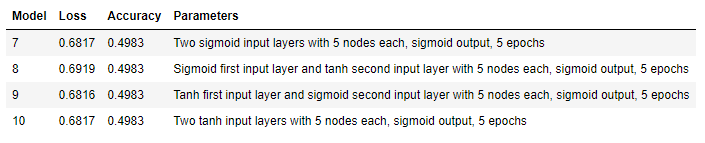 Model Loss Accuracy Parameters
7 0.6817 0.4983 Two sigmoid input layers with 5 nodes each, sigmoid output, 5 epochs
8 0.6919 0.4983 Sigmoid first input layer and tanh second input layer with 5 nodes each, sigmoid output, 5 epochs
9 0.6816 0.4983 Tanh first input layer and sigmoid second input layer with 5 nodes each, sigmoid output, 5 epochs
10 0.6817 0.4983 Two tanh input layers with 5 nodes each, sigmoid output, 5 epochs